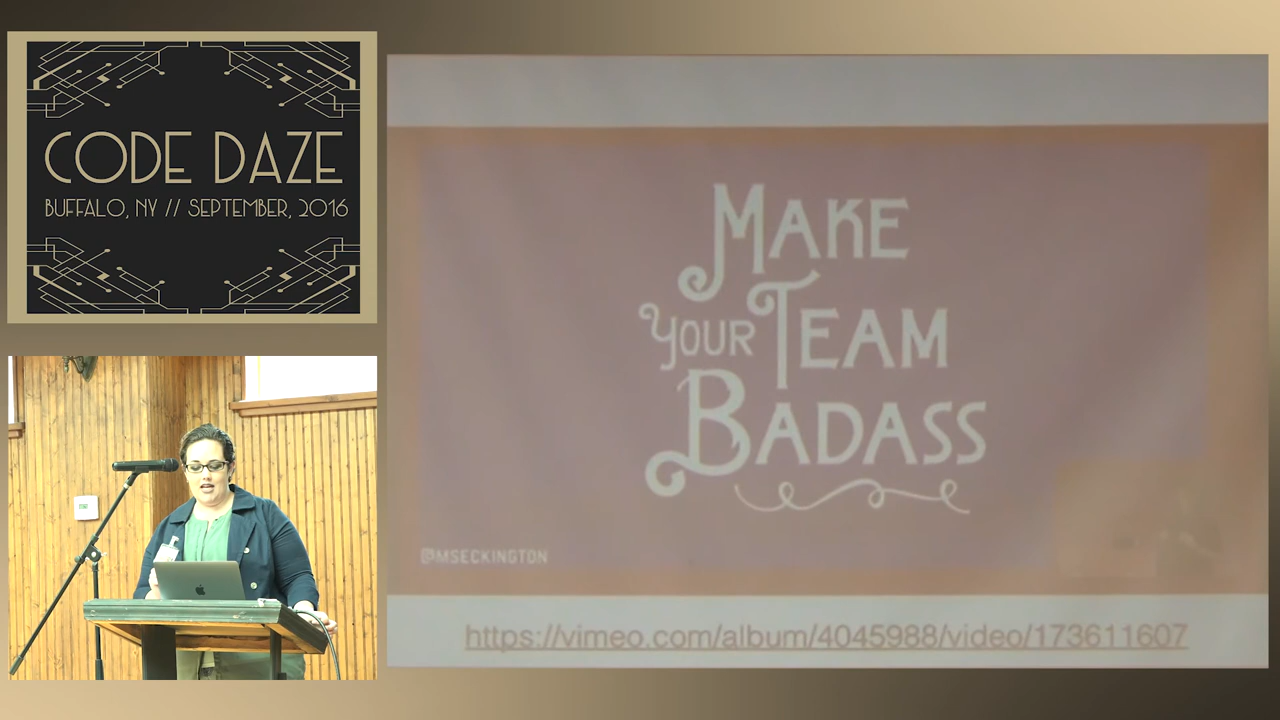 CODE DAZE
BUFFALO, NY // SEPTEMBER, 2016
MAKE
YOUR TEAM
BADASS
@MSECKINGTON
https://vimeo.com/album/4045988/video/173611607